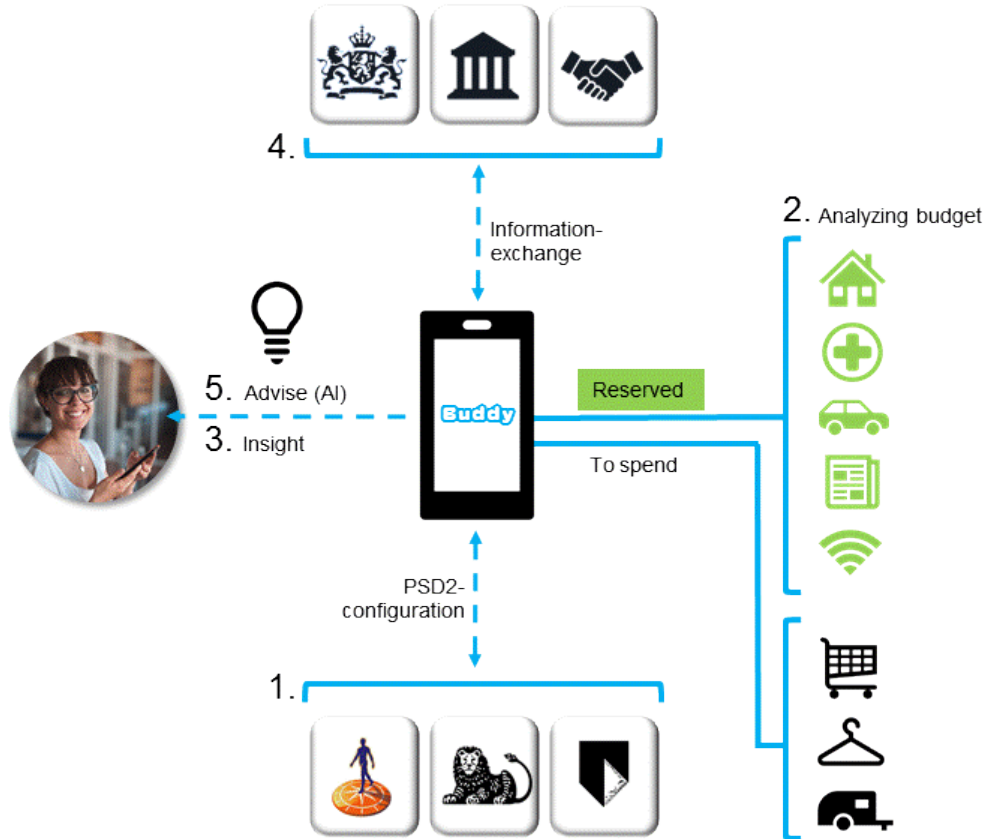 4.
Information-
exchange
2. Analyzing budget
5. Advise (AI)
3. Insight
Buddy
Reserved
To spend
PSD2-
configuration
1.